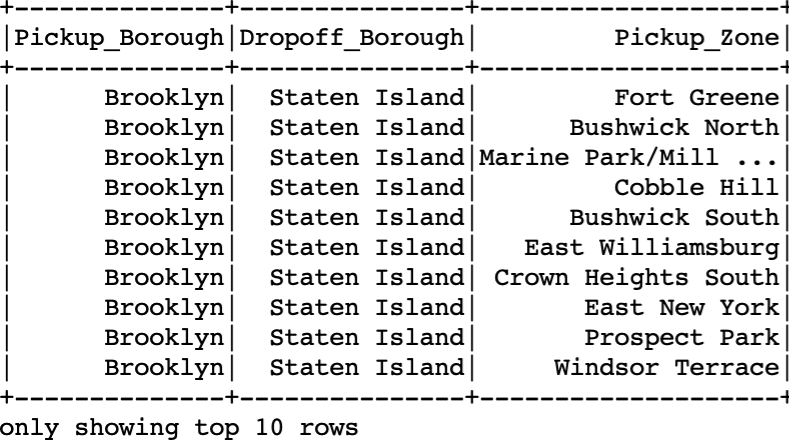 +--------------+---------------+--------------------+
|Pickup_Borough|Dropoff_Borough|         Pickup_Zone|
+--------------+---------------+--------------------+
|      Brooklyn|  Staten Island|         Fort Greene|
|      Brooklyn|  Staten Island|      Bushwick North|
|      Brooklyn|  Staten Island|Marine Park/Mill ...|
|      Brooklyn|  Staten Island|         Cobble Hill|
|      Brooklyn|  Staten Island|      Bushwick South|
|      Brooklyn|  Staten Island|   East Williamsburg|
|      Brooklyn|  Staten Island| Crown Heights South|
|      Brooklyn|  Staten Island|       East New York|
|      Brooklyn|  Staten Island|       Prospect Park|
|      Brooklyn|  Staten Island|     Windsor Terrace|
+--------------+---------------+--------------------+
only showing top 10 rows